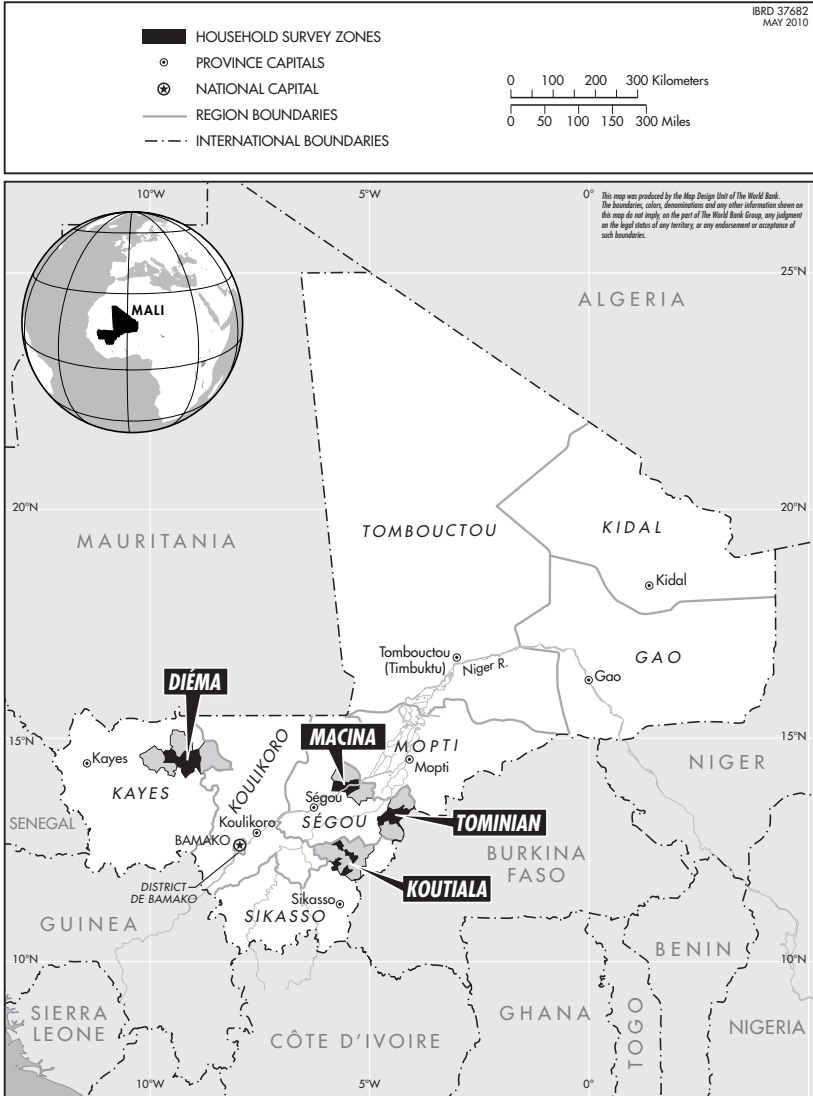 IBRD 37682
MAY 2010
HOUSEHOLD SURVEY ZONES
PROVINCE CAPITALS
NATIONAL CAPITAL
REGION BOUNDARIES
INTERNATIONAL BOUNDARIES
0 100 200 300 Kilometers
0 50 100 150 300 Miles
This map was produced by the Map Design Unit of The World Bank.
The boundaries, colors, denominations and any other information shown on
this map do not imply, on the part of The World Bank Group, any judgment
on the legal status of any territory, or any endorsement or acceptance of
such boundaries.
10°W
5°W
0°
25°N
ALGERIA
MALI
20°N
20°N
MAURITANIA
TOMBOUCTOU
KIDAL
Kidal
Tombouctou
(Timbuktu)
Niger R.
GAO
Gao
DIÉMA
15°N
15°N
MACINA
MOPTI
Mopti
KOULIKORO
Kayes
KAYES
NIGER
Ségou
SÉGOU
TOMINIAN
SENEGAL
Koulikoro
BAMAKO
BURKINA
FASO
KOUTIALA
DISTRICT
DE BAMAKO
Sikasso
SIKASSO
GUINEA
BENIN
10°N
10°N
SIERRA
LEONE
CÔTE D'IVOIRE
GHANA
TOGO
NIGERIA
10°W
5°W
0°